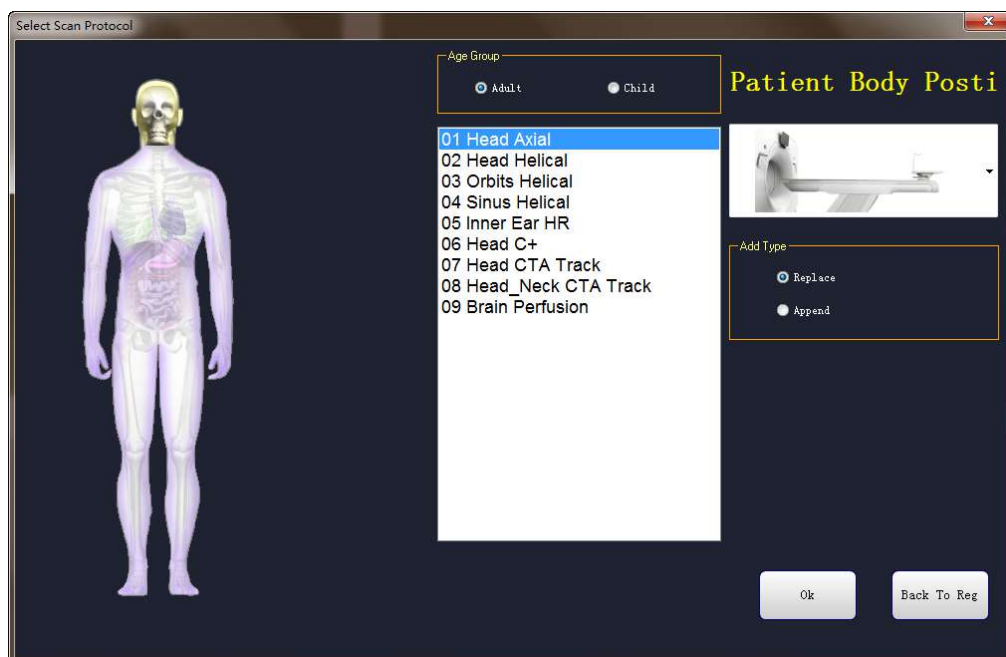 Select Scan Protocol
Age Group
Adult
Child
Patient Body Posti
01 Head Axial
02 Head Helical
03 Orbits Helical
04 Sinus Helical
05 Inner Ear HR
06 Head C+
07 Head CTA Track
08 Head_Neck CTA Track
09 Brain Perfusion
Add Type
Replace
Append
Ok
Back To Reg